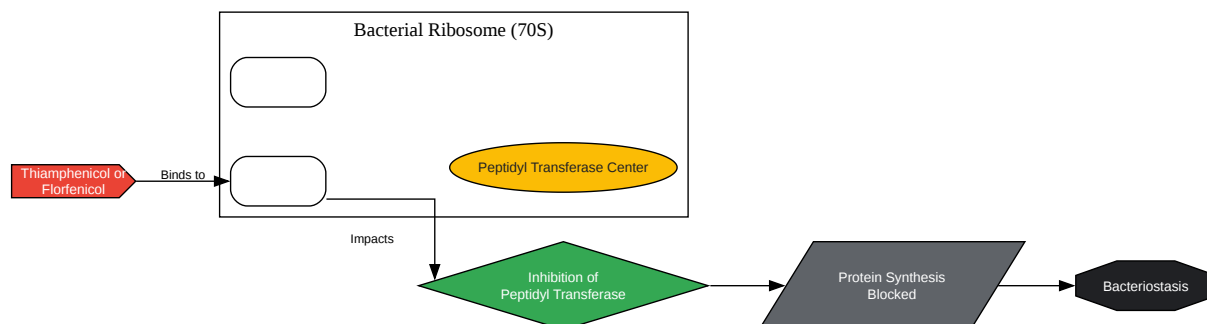 Bacterial Ribosome (70S)
Peptidyl Transferase Center
Thiamphenicol or
Florfenicol
Binds to
Impacts
Inhibition of
Peptidyl Transferase
Protein Synthesis
Blocked
Bacteriostasis